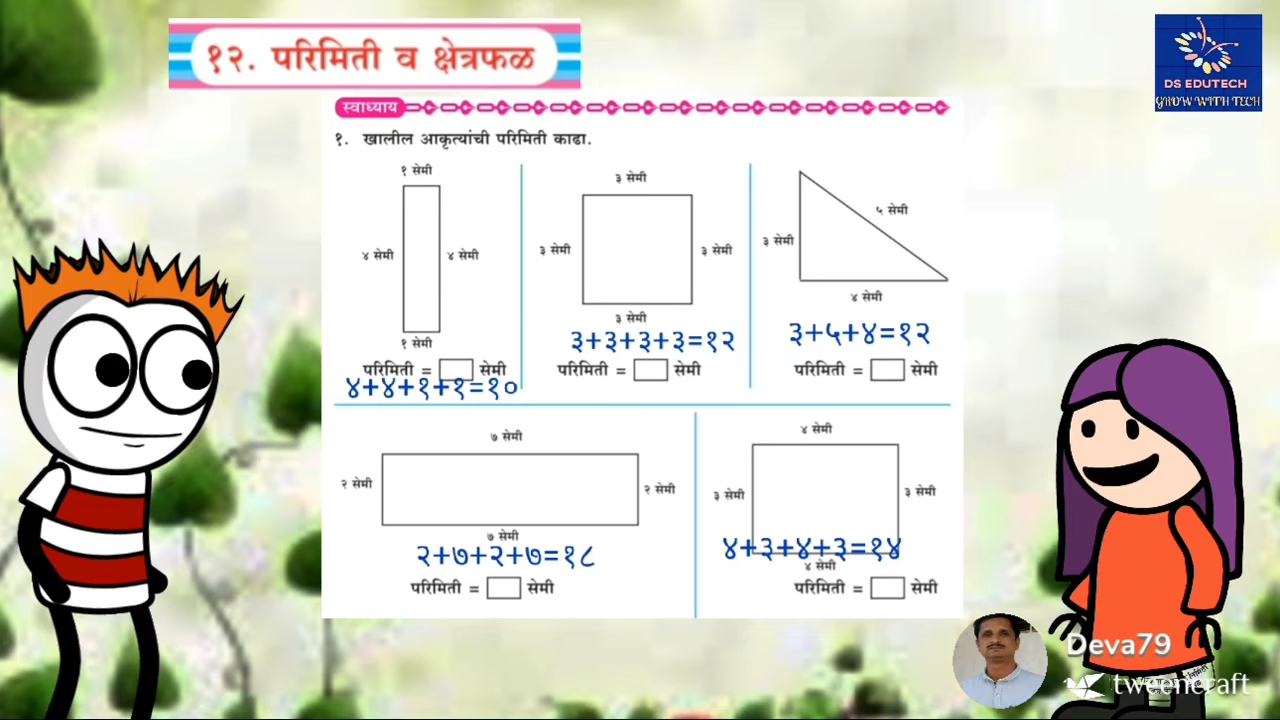 १२. परिमिती व क्षेत्रफळ
DS EDUTECH
GROW WITH TECH
स्वाध्याय
१. खालील आकृत्यांची परिमिती काढा.
१ सेमी
४ सेमी
४ सेमी
१ सेमी
परिमिती = सेमी
४+४+१+१=१०
३ सेमी
३ सेमी
३ सेमी
३ सेमी
३+३+३+३=१२
परिमिती = सेमी
५ सेमी
३ सेमी
४ सेमी
३+५+४=१२
परिमिती = सेमी
७ सेमी
२ सेमी
२ सेमी
७ सेमी
२+७+२+७=१८
परिमिती = सेमी
४ सेमी
३ सेमी
३ सेमी
४+३+४+३=१४
४ सेमी
परिमिती = सेमी
Deva79
tweencraft